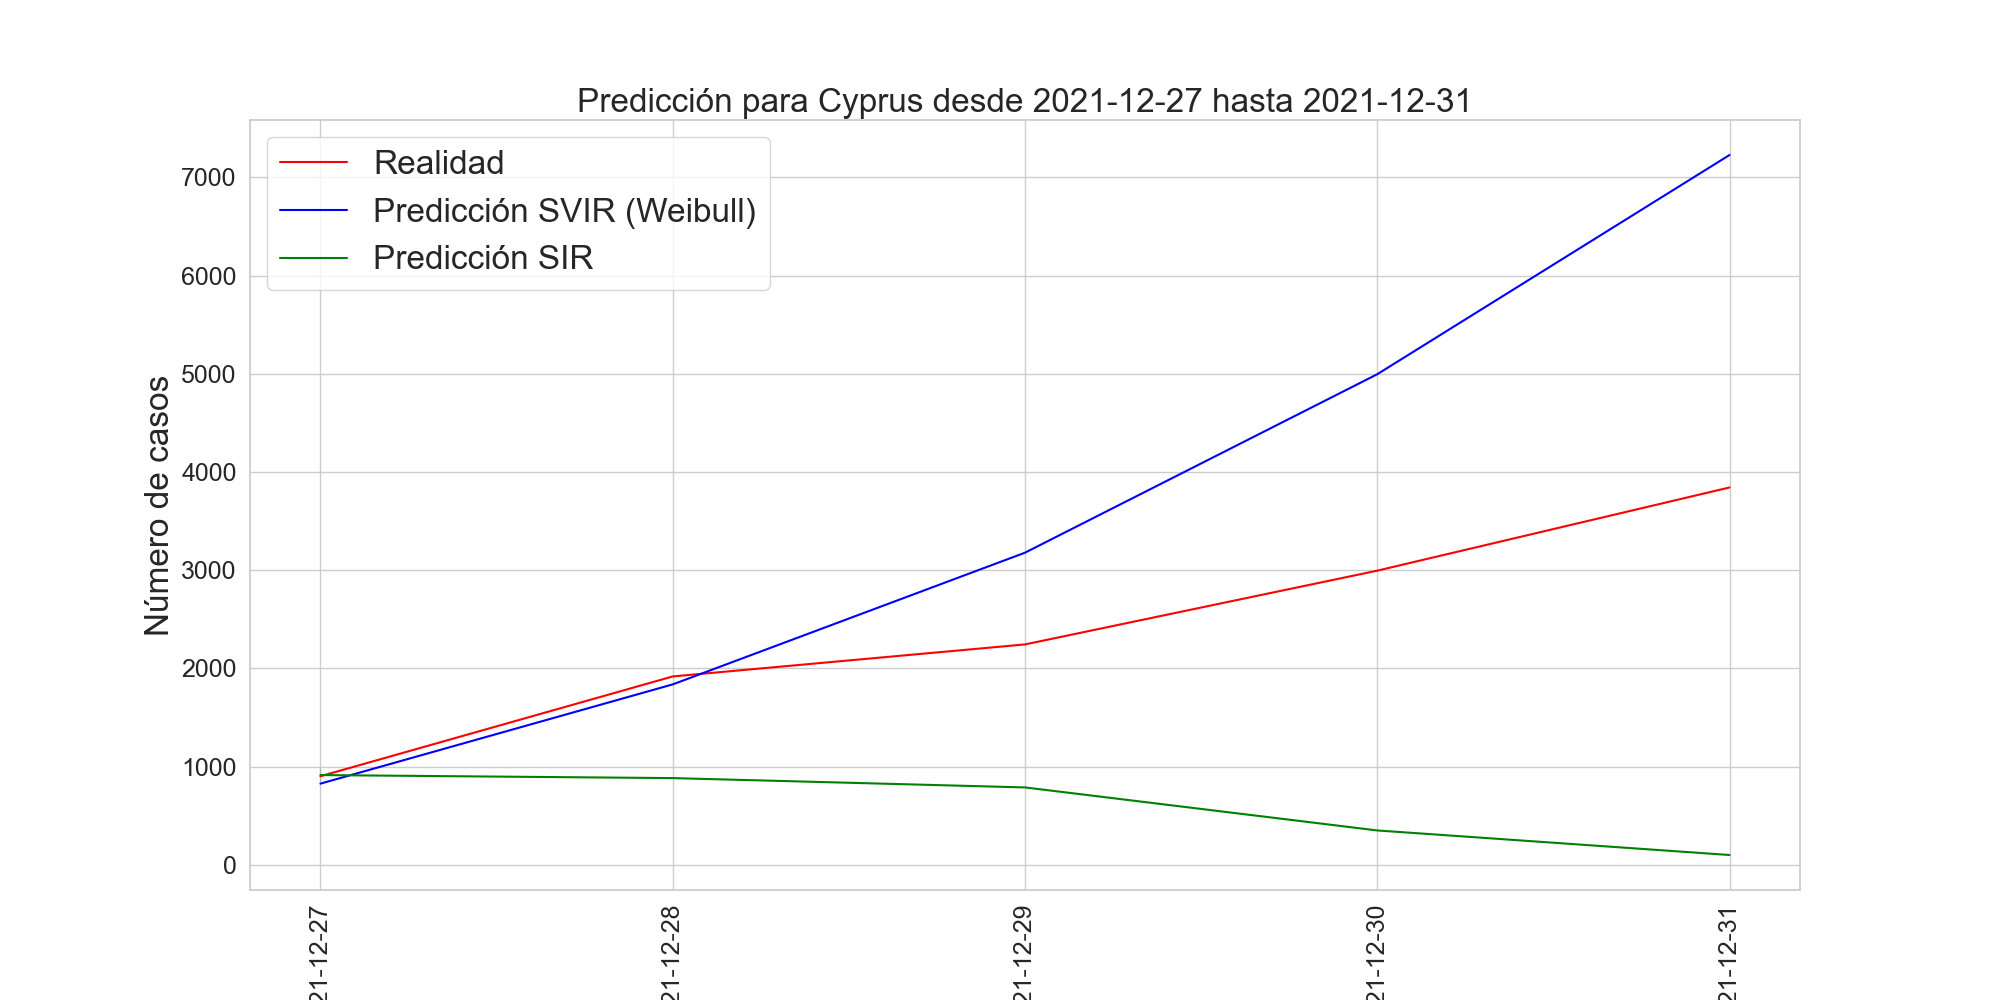 Predicción para Cyprus desde 2021-12-27 hasta 2021-12-31
Realidad
Predicción SVIR (Weibull)
Predicción SIR
Número de casos
7000
6000
5000
4000
3000
2000
1000
0
21-12-27
21-12-28
21-12-29
21-12-30
21-12-31